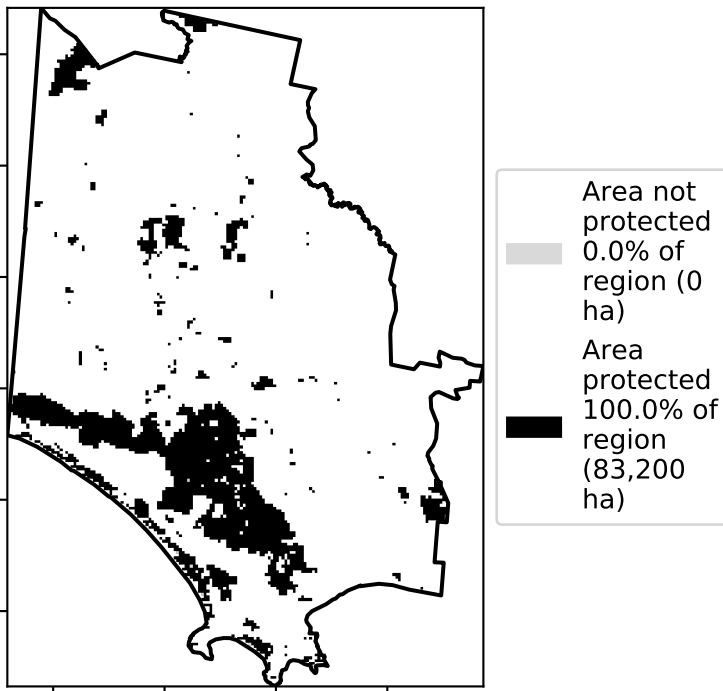 Area not
protected
0.0% of
region (0
ha)
Area
protected
100.0% of
region
(83,200
ha)